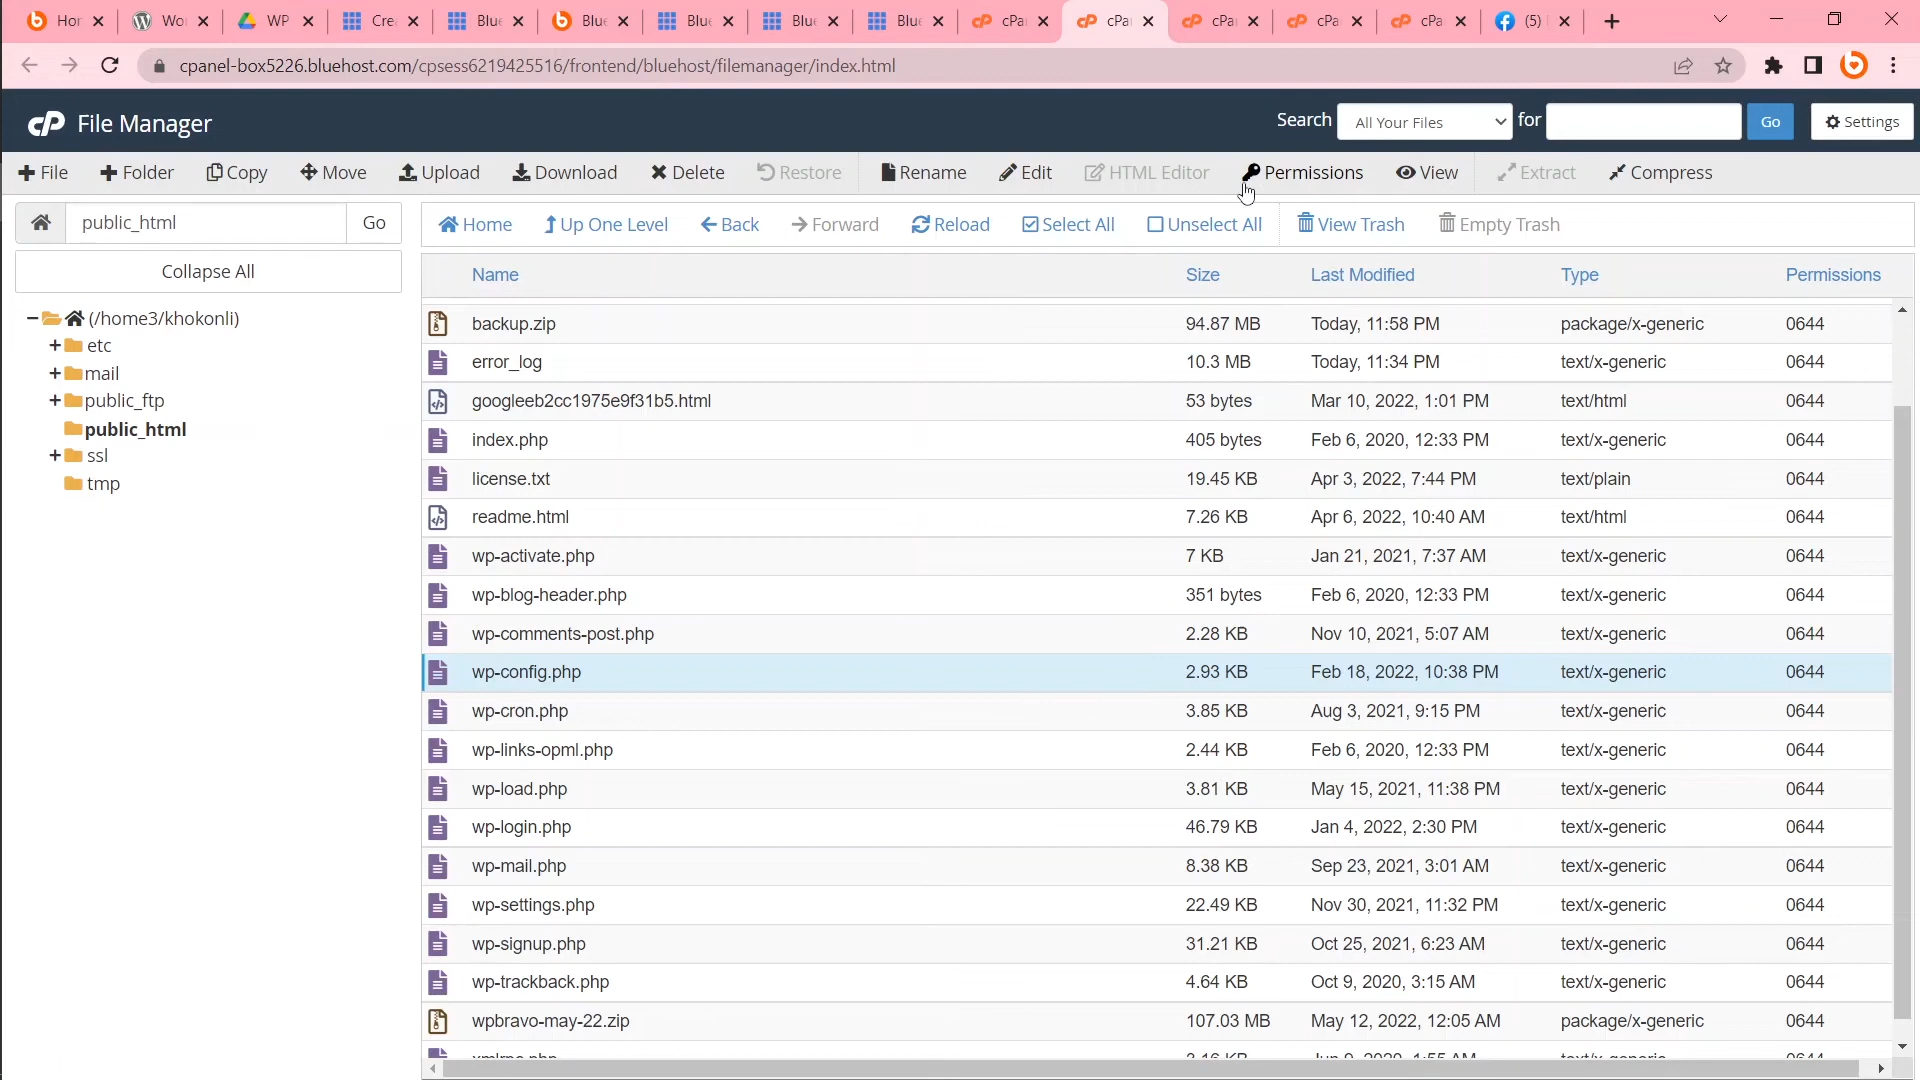 Hor Wo WP Cre Blue Blue Blue Blue Blue cPa cPa cPa cPa cPa (5)
cpanel-box5226.bluehost.com/cpsess6219425516/frontend/bluehost/filemanager/index.html
cP File Manager Search All Your Files for Go Settings
File Folder Copy Move Upload Download Delete Restore Rename Edit HTML Editor Permissions View Extract Compress
public_html Go Home Up One Level Back Forward Reload Select All Unselect All View Trash Empty Trash
Collapse All
(/home3/khokonli)
etc
mail
public_ftp
public_html
ssl
tmp
Name Size Last Modified Type Permissions
backup.zip 94.87 MB Today, 11:58 PM package/x-generic 0644
error_log 10.3 MB Today, 11:34 PM text/x-generic 0644
googleeb2cc1975e9f31b5.html 53 bytes Mar 10, 2022, 1:01 PM text/html 0644
index.php 405 bytes Feb 6, 2020, 12:33 PM text/x-generic 0644
license.txt 19.45 KB Apr 3, 2022, 7:44 PM text/plain 0644
readme.html 7.26 KB Apr 6, 2022, 10:40 AM text/html 0644
wp-activate.php 7 KB Jan 21, 2021, 7:37 AM text/x-generic 0644
wp-blog-header.php 351 bytes Feb 6, 2020, 12:33 PM text/x-generic 0644
wp-comments-post.php 2.28 KB Nov 10, 2021, 5:07 AM text/x-generic 0644
wp-config.php 2.93 KB Feb 18, 2022, 10:38 PM text/x-generic 0644
wp-cron.php 3.85 KB Aug 3, 2021, 9:15 PM text/x-generic 0644
wp-links-opml.php 2.44 KB Feb 6, 2020, 12:33 PM text/x-generic 0644
wp-load.php 3.81 KB May 15, 2021, 11:38 PM text/x-generic 0644
wp-login.php 46.79 KB Jan 4, 2022, 2:30 PM text/x-generic 0644
wp-mail.php 8.38 KB Sep 23, 2021, 3:01 AM text/x-generic 0644
wp-settings.php 22.49 KB Nov 30, 2021, 11:32 PM text/x-generic 0644
wp-signup.php 31.21 KB Oct 25, 2021, 6:23 AM text/x-generic 0644
wp-trackback.php 4.64 KB Oct 9, 2020, 3:15 AM text/x-generic 0644
wpbravo-may-22.zip 107.03 MB May 12, 2022, 12:05 AM package/x-generic 0644